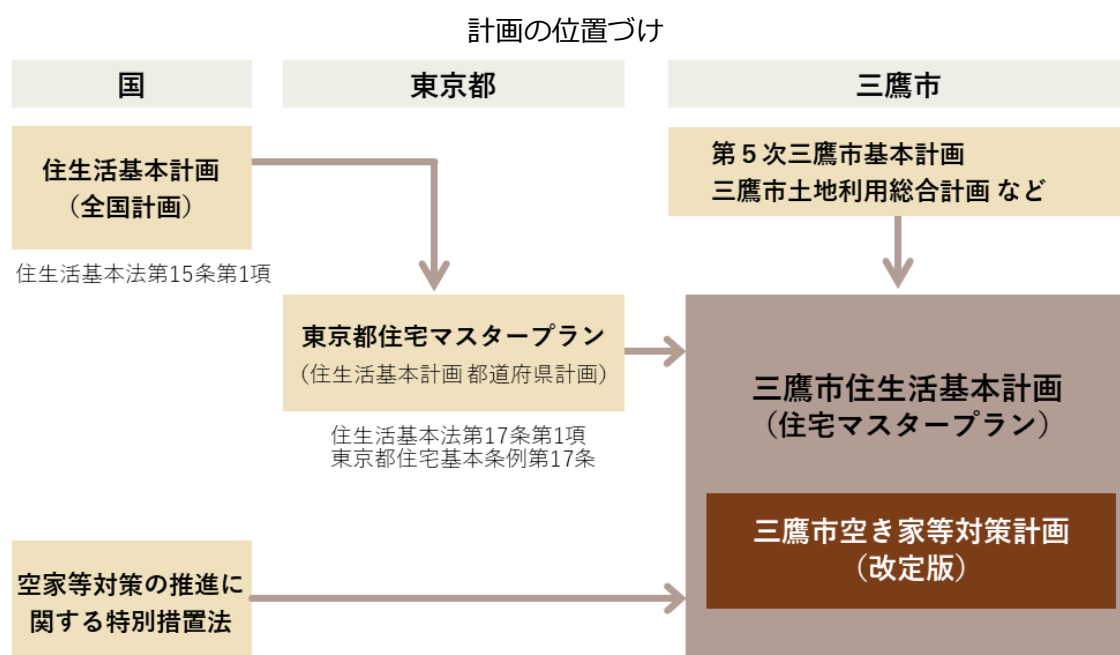 計画の位置づけ
国
東京都
三鷹市
住生活基本計画
（全国計画）
住生活基本法第15条第1項
東京都住宅マスタープラン
（住生活基本計画 都道府県計画）
住生活基本法第17条第1項
東京都住宅基本条例第17条
第５次三鷹市基本計画
三鷹市土地利用総合計画 など
三鷹市住生活基本計画
（住宅マスタープラン）
三鷹市空き家等対策計画
（改定版）
空家等対策の推進に
関する特別措置法